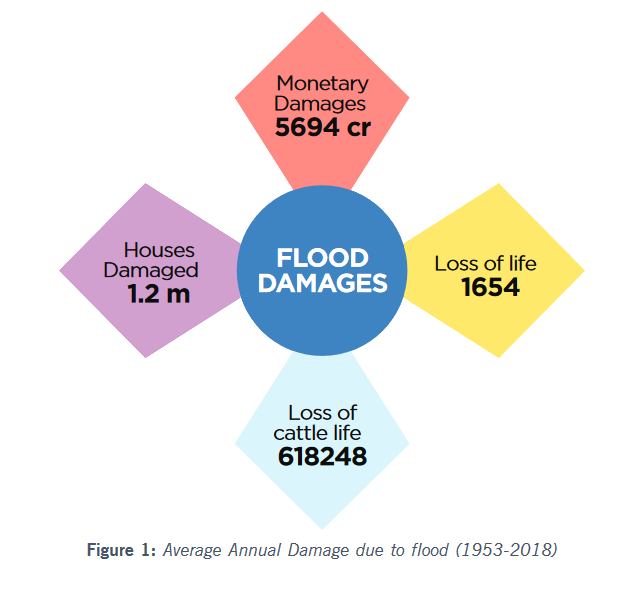 Monetary
Damages
5694 cr
Houses
Damaged
1.2 m
FLOOD
DAMAGES
Loss of life
1654
Loss of
cattle life
618248
Figure 1: Average Annual Damage due to flood (1953-2018)